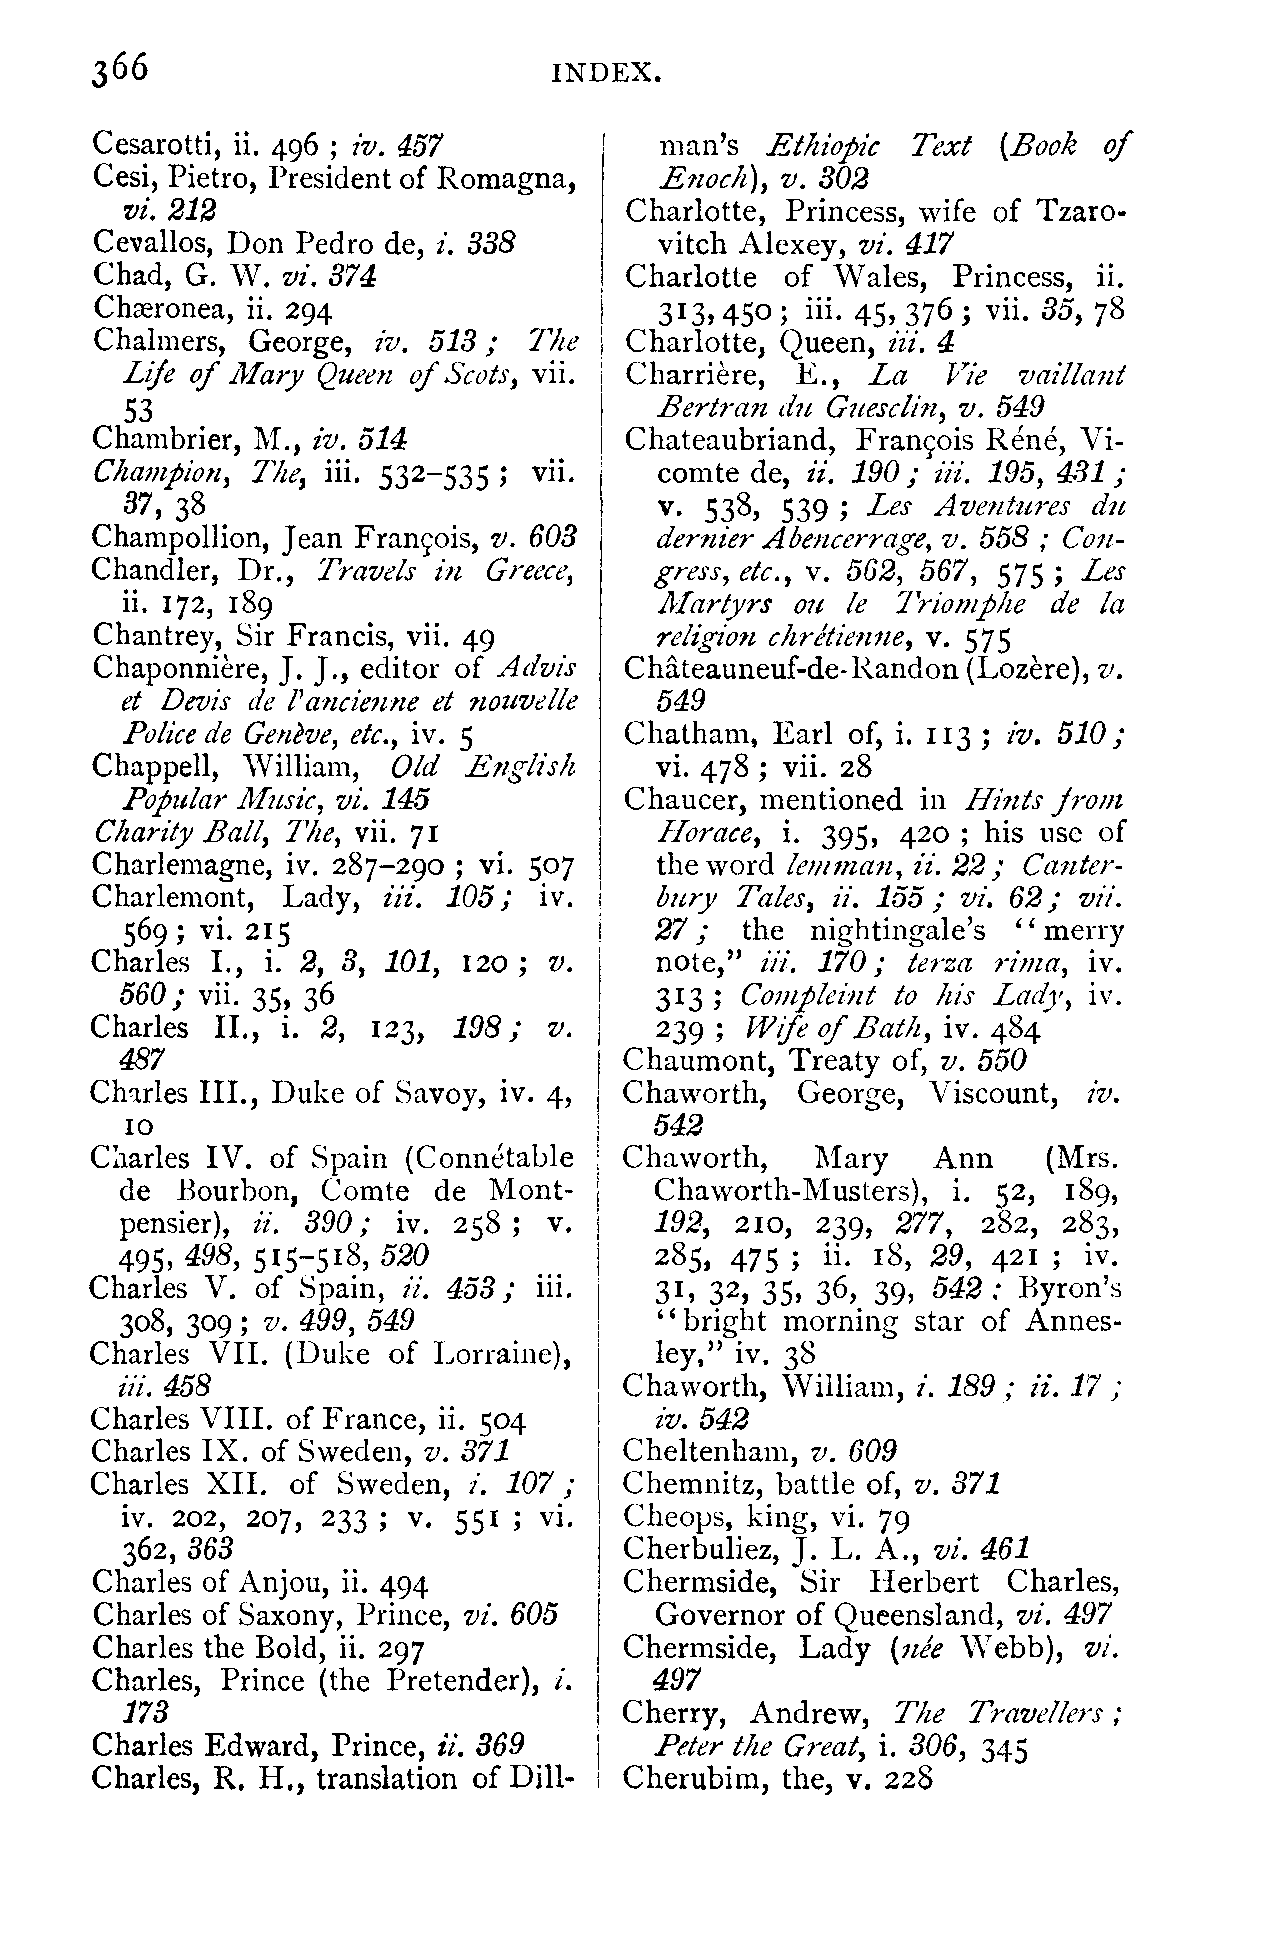 366
INDEX.
Cesarotti, ii. 496 ; iv. 457
Cesi, Pietro, President of Romagna,
vi. 212
Cevallos, Don Pedro de, i. 338
Chad, G. W. vi. 374
Chæronea, ii. 294
Chalmers, George, iv. 513 ; The
Life of Mary Queen of Scots, vii.
53
Chambrier, M., iv. 514
Champion, The, iii. 532–535 ; vii.
37, 38
Champollion, Jean François, v. 603
Chandler, Dr., Travels in Greece,
ii. 172, 189
Chantrey, Sir Francis, vii. 49
Chaponnière, J. J., editor of Advis
et Devis de l'ancienne et nouvelle
Police de Genève, etc., iv. 5
Chappell, William, Old English
Popular Music, vi. 145
Charity Ball, The, vii. 71
Charlemagne, iv. 287–290 ; vi. 507
Charlemont, Lady, iii. 105 ; iv.
569 ; vi. 215
Charles I., i. 2, 3, 101, 120 ; v.
560 ; vii. 35, 36
Charles II., i. 2, 123, 198 ; v.
487
Charles III., Duke of Savoy, iv. 4,
10
Charles IV. of Spain (Connétable
de Bourbon, Comte de Mont-
pensier), ii. 390 ; iv. 258 ; v.
495, 498, 515–518, 520
Charles V. of Spain, ii. 453 ; iii.
308, 309 ; v. 499, 549
Charles VII. (Duke of Lorraine),
iii. 458
Charles VIII. of France, ii. 504
Charles IX. of Sweden, v. 371
Charles XII. of Sweden, i. 107 ;
iv. 202, 207, 233 ; v. 551 ; vi.
362, 363
Charles of Anjou, ii. 494
Charles of Saxony, Prince, vi. 605
Charles the Bold, ii. 297
Charles, Prince (the Pretender), i.
173
Charles Edward, Prince, ii. 369
Charles, R. H., translation of Dill-
man's Ethiopic Text (Book of
Enoch), v. 302
Charlotte, Princess, wife of Tzaro-
vitch Alexey, vi. 417
Charlotte of Wales, Princess, ii.
313, 450 ; iii. 45, 376 ; vii. 35, 78
Charlotte, Queen, iii. 4
Charrière, E., La Vie vaillant
Bertran du Guesclin, v. 549
Chateaubriand, François Réné, Vi-
comte de, ii. 190 ; iii. 195, 431 ;
v. 538, 539 ; Les Aventures du
dernier Abencerrage, v. 558 ; Con-
gress, etc., v. 562, 567, 575 ; Les
Martyrs ou le Triomphe de la
religion chrétienne, v. 575
Châteauneuf-de-Randon (Lozère), v.
549
Chatham, Earl of, i. 113 ; iv. 510 ;
vi. 478 ; vii. 28
Chaucer, mentioned in Hints from
Horace, i. 395, 420 ; his use of
the word lemman, ii. 22 ; Canter-
bury Tales, ii. 155 ; vi. 62 ; vii.
27 ; the nightingale's "merry
note," iii. 170 ; terza rima, iv.
313 ; Compleint to his Lady, iv.
239 ; Wife of Bath, iv. 484
Chaumont, Treaty of, v. 550
Chaworth, George, Viscount, iv.
542
Chaworth, Mary Ann (Mrs.
Chaworth-Musters), i. 52, 189,
192, 210, 239, 277, 282, 283,
285, 475 ; ii. 18, 29, 421 ; iv.
31, 32, 35, 36, 39, 542 : Byron's
"bright morning star of Annes-
ley," iv. 38
Chaworth, William, i. 189 ; ii. 17 ;
iv. 542
Cheltenham, v. 609
Chemnitz, battle of, v. 371
Cheops, king, vi. 79
Cherbuliez, J. L. A., vi. 461
Chermside, Sir Herbert Charles,
Governor of Queensland, vi. 497
Chermside, Lady (née Webb), vi.
497
Cherry, Andrew, The Travellers ;
Peter the Great, i. 306, 345
Cherubim, the, v. 228